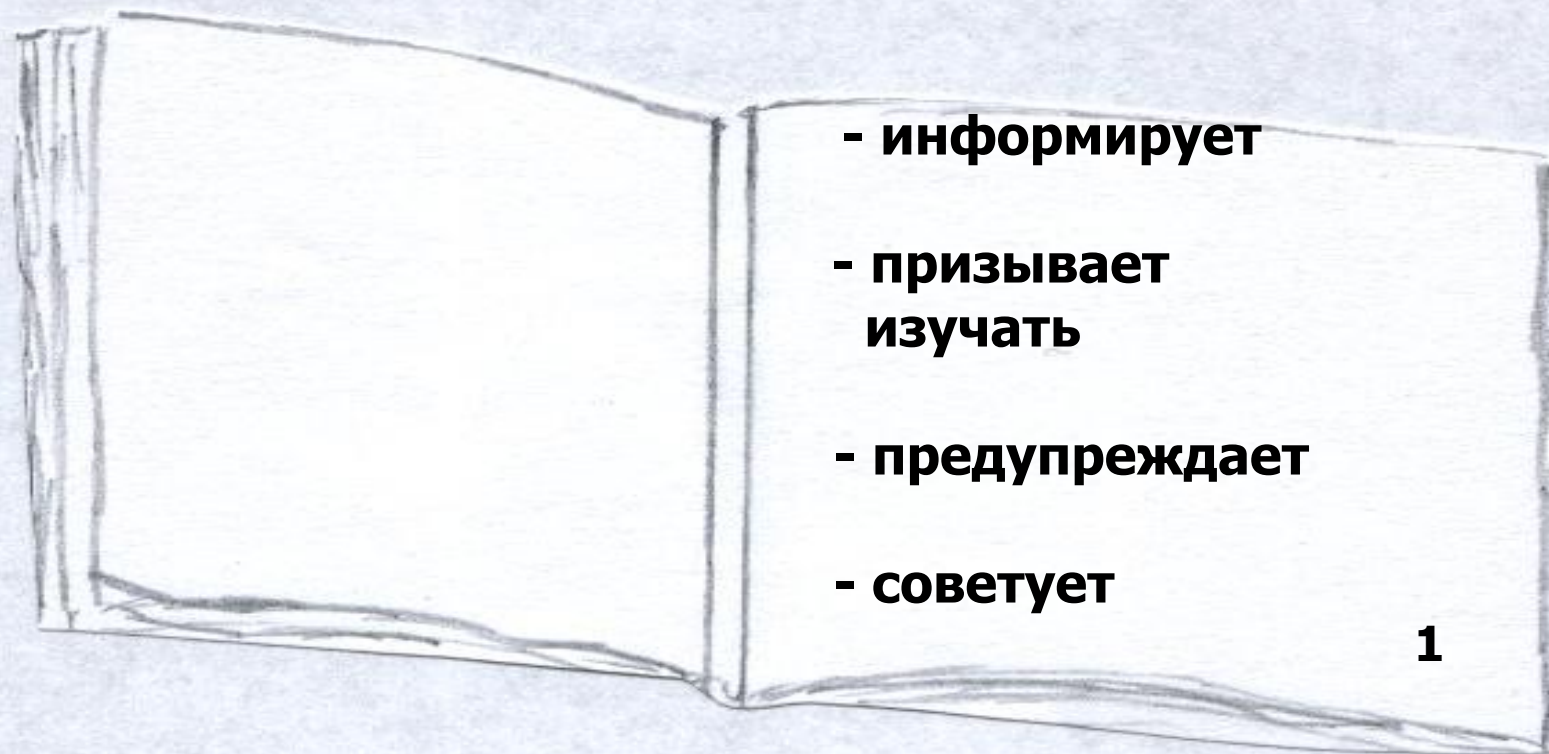 - информирует
- призывает
изучать
- предупреждает
- советует
1